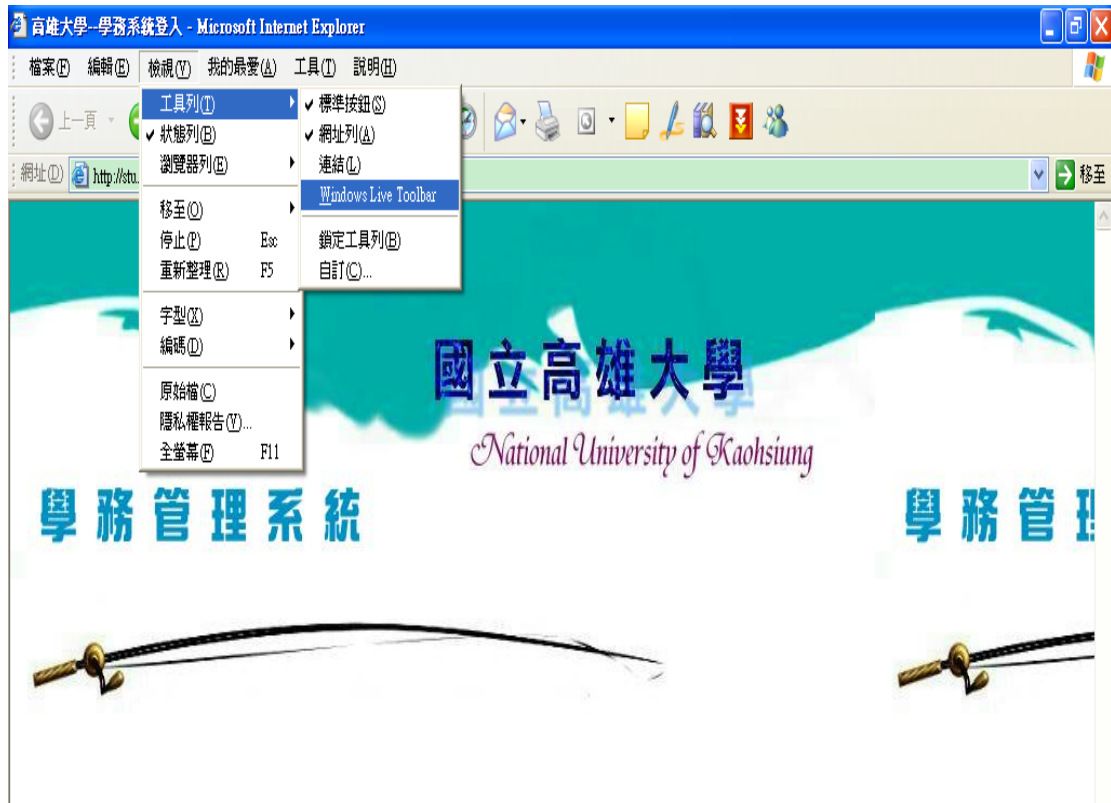 高雄大學--學務系統登入 - Microsoft Internet Explorer
檔案(F) 編輯(E) 檢視(V) 我的最愛(A) 工具(T) 說明(H)
上一頁
網址(D) http://stu. 移至
工具列(T)
狀態列(B)
瀏覽器列(E)
移至(O)
停止(P) Esc
重新整理(R) F5
字型(X)
編碼(D)
原始檔(C)
隱私權報告(V)...
全螢幕(F) F11
標準按鈕(S)
網址列(A)
連結(L)
Windows Live Toolbar
鎖定工具列(B)
自訂(C)...
國立高雄大學
National University of Kaohsiung
學務管理系統
學務管理